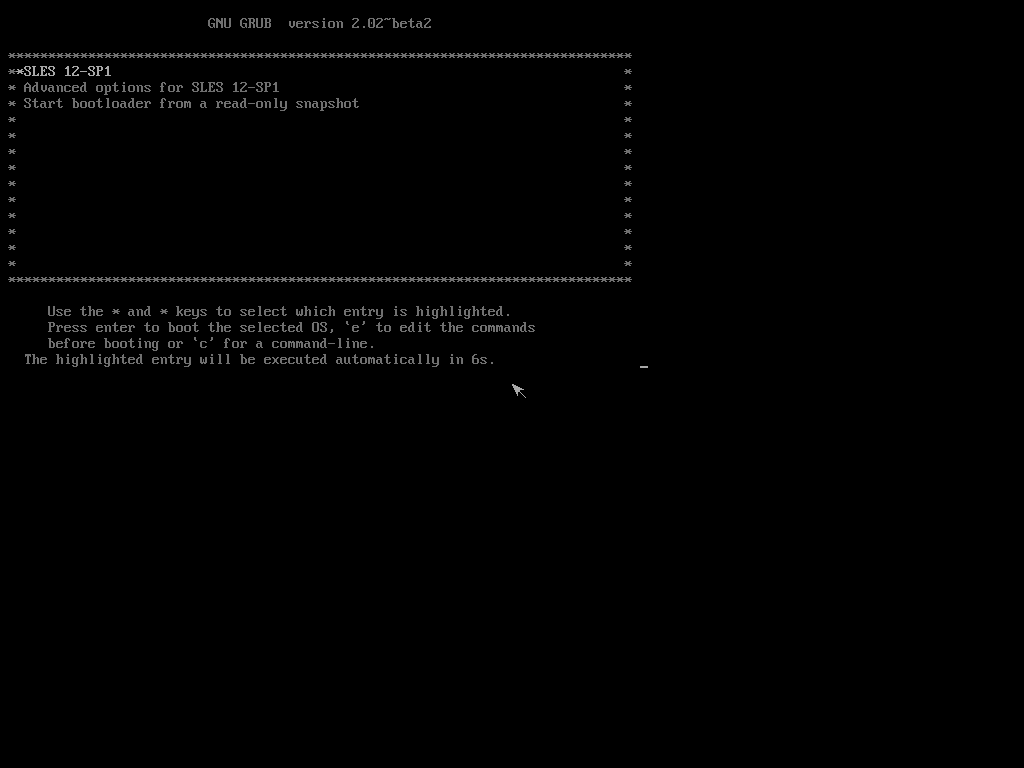 GNU GRUB  version 2.02~beta2
*******************************************************************************
**SLES 12-SP1 *
* Advanced options for SLES 12-SP1 *
* Start bootloader from a read-only snapshot *
* *
* *
* *
* *
* *
* *
* *
* *
* *
* *
*******************************************************************************
Use the * and * keys to select which entry is highlighted.
Press enter to boot the selected OS, `e' to edit the commands
before booting or `c' for a command-line.
The highlighted entry will be executed automatically in 6s.